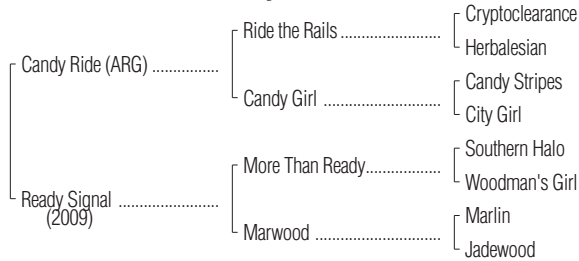 Cryptoclearance
Ride the Rails ....................
Herbalesian
Candy Ride (ARG) ..............
Candy Stripes
Candy Girl ........................
City Girl
Southern Halo
More Than Ready................
Woodman's Girl
Ready Signal .....................
(2009)
Marlin
Marwood ..........................
Jadewood